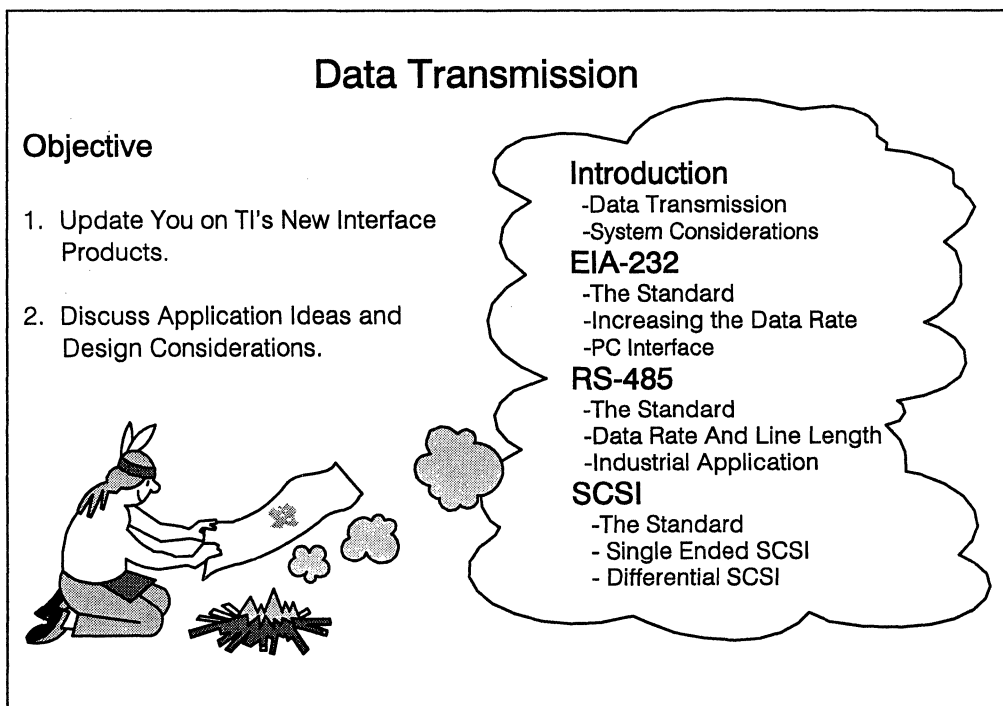 Data Transmission
Objective
1. Update You on TI's New Interface
Products.
2. Discuss Application Ideas and
Design Considerations.
Introduction
-Data Transmission
-System Considerations
EIA-232
-The Standard
-Increasing the Data Rate
-PC Interface
RS-485
-The Standard
-Data Rate And Line Length
-Industrial Application
SCSI
-The Standard
- Single Ended SCSI
- Differential SCSI